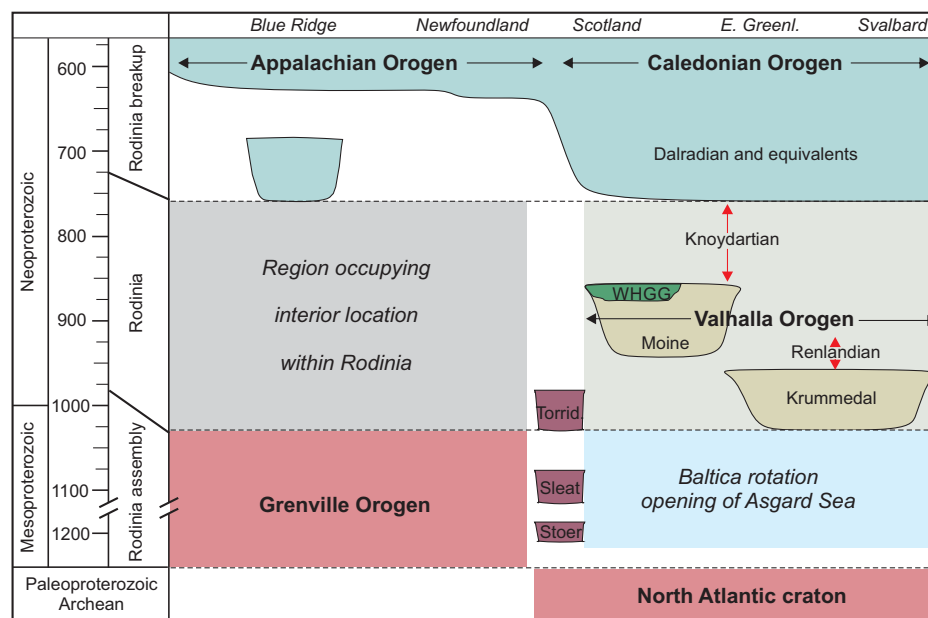 Blue Ridge Newfoundland Scotland E. Greenl. Svalbard
Appalachian Orogen Caledonian Orogen
600
Rodinia breakup
700
Dalradian and equivalents
Neoproterozoic
800
Knoydartian
Rodinia
Region occupying
interior location
within Rodinia
WHGG
900
Valhalla Orogen
Moine
Renlandian
Krummedal
1000
Torrid.
Mesoproterozoic
Rodinia assembly
1100
Sleat
Baltica rotation
opening of Asgard Sea
Grenville Orogen
1200
Stoer
Paleoproterozoic
Archean
North Atlantic craton